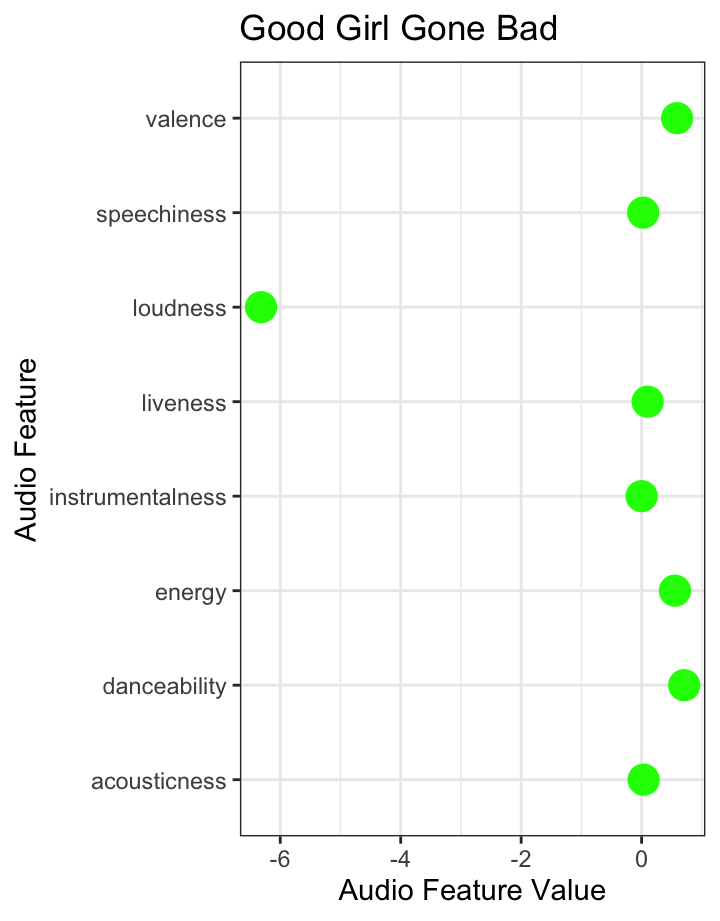 Good Girl Gone Bad
valence
speechiness
loudness
liveness
instrumentalness
energy
danceability
acousticness
Audio Feature
-6 -4 -2 0
Audio Feature Value